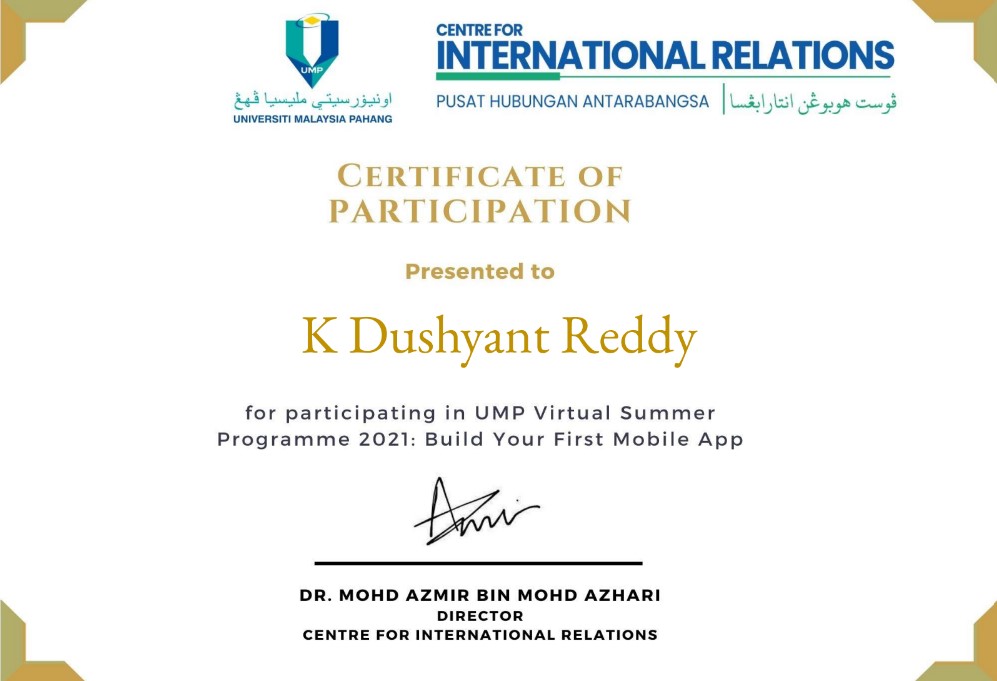 UMP
اونيۏرسيتي مليسيا ڤهڠ
UNIVERSITI MALAYSIA PAHANG
CENTRE FOR
INTERNATIONAL RELATIONS
PUSAT HUBUNGAN ANTARABANGSA
ڤوست هوبوڠن انتارابڠسا
CERTIFICATE OF
PARTICIPATION
Presented to
K Dushyant Reddy
for participating in UMP Virtual Summer
Programme 2021: Build Your First Mobile App
Azmir
DR. MOHD AZMIR BIN MOHD AZHARI
DIRECTOR
CENTRE FOR INTERNATIONAL RELATIONS